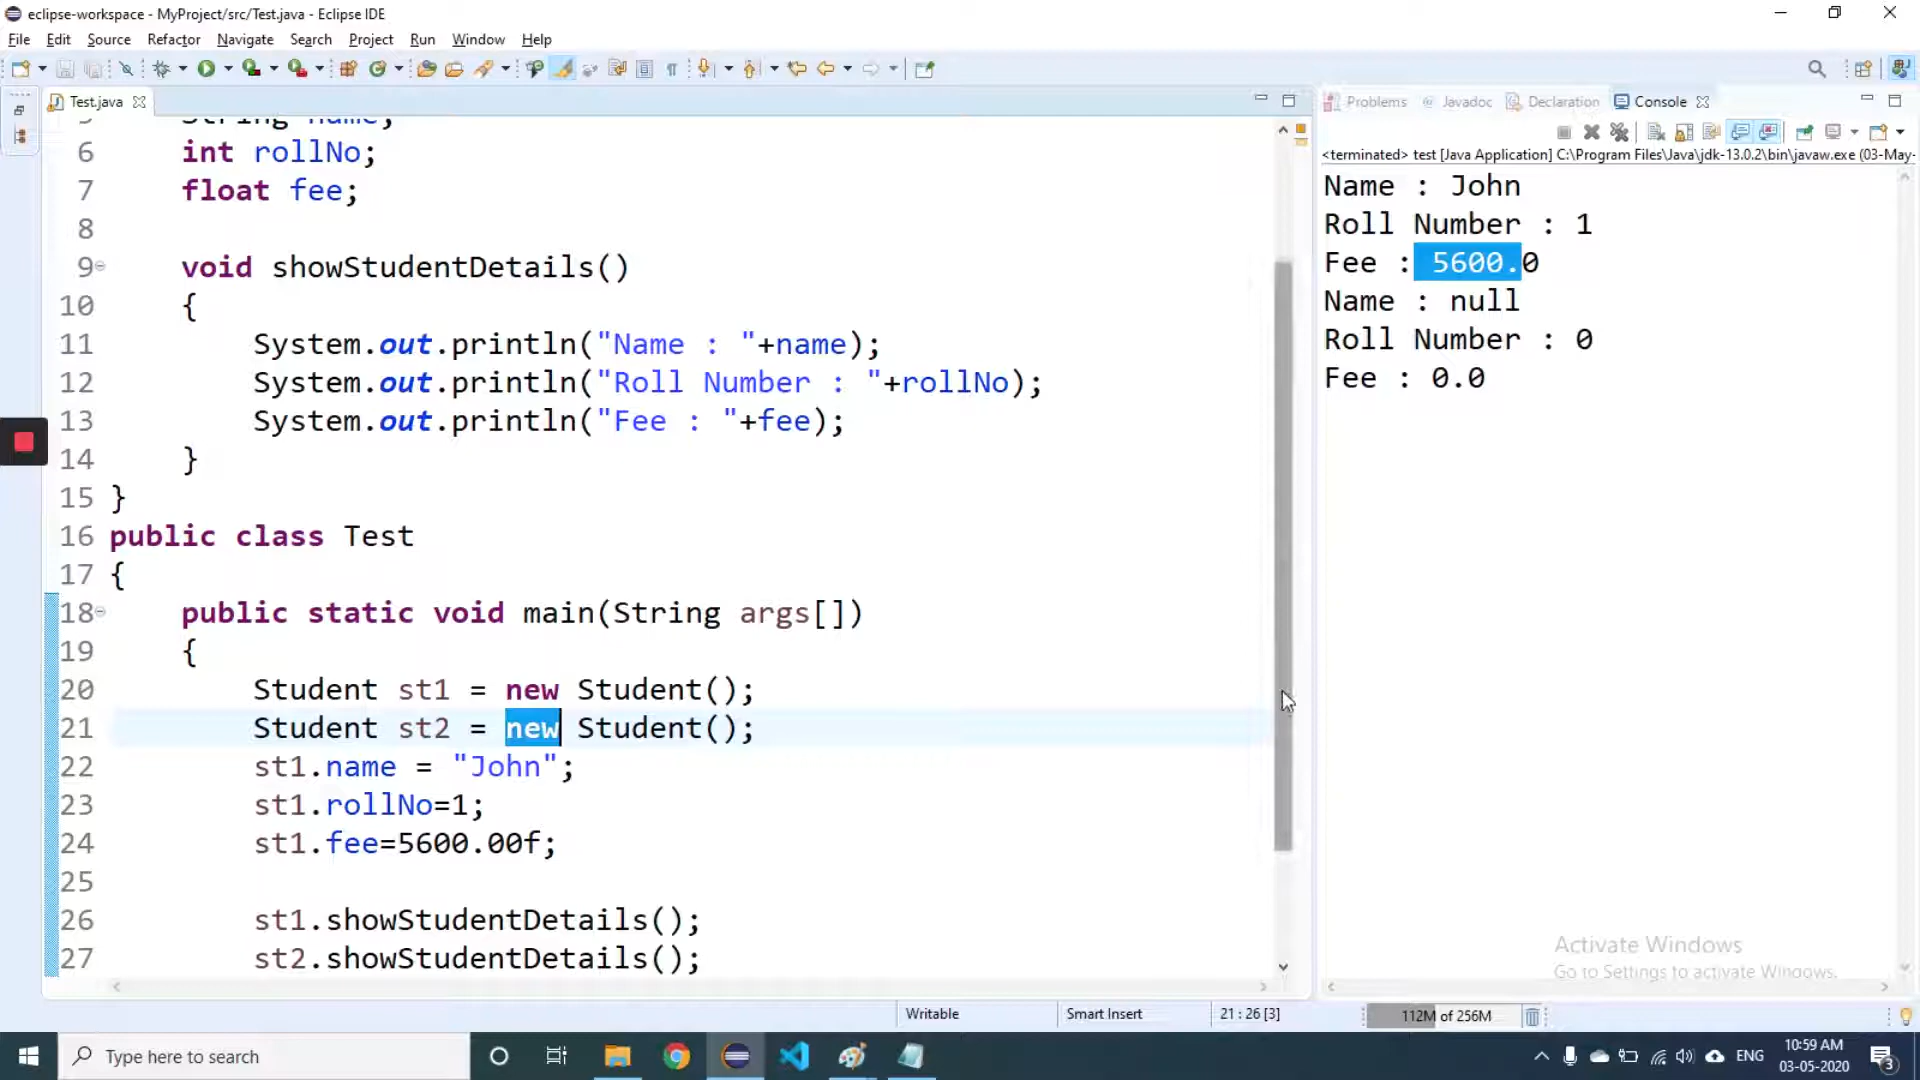 eclipse-workspace - MyProject/src/Test.java - Eclipse IDE
File Edit Source Refactor Navigate Search Project Run Window Help
Test.java
5 String name;
6 int rollNo;
7 float fee;
8
9 void showStudentDetails()
10 {
11 System.out.println("Name : "+name);
12 System.out.println("Roll Number : "+rollNo);
13 System.out.println("Fee : "+fee);
14 }
15 }
16 public class Test
17 {
18 public static void main(String args[])
19 {
20 Student st1 = new Student();
21 Student st2 = new Student();
22 st1.name = "John";
23 st1.rollNo=1;
24 st1.fee=5600.00f;
25
26 st1.showStudentDetails();
27 st2.showStudentDetails();
Problems Javadoc Declaration Console
<terminated> test [Java Application] C:\Program Files\Java\jdk-13.0.2\bin\javaw.exe (03-May-
Name : John
Roll Number : 1
Fee : 5600.0
Name : null
Roll Number : 0
Fee : 0.0
Activate Windows
Go to Settings to activate Windows.
Writable Smart Insert 21 : 26 [3] 112M of 256M
Type here to search
ENG
10:59 AM
03-05-2020
3